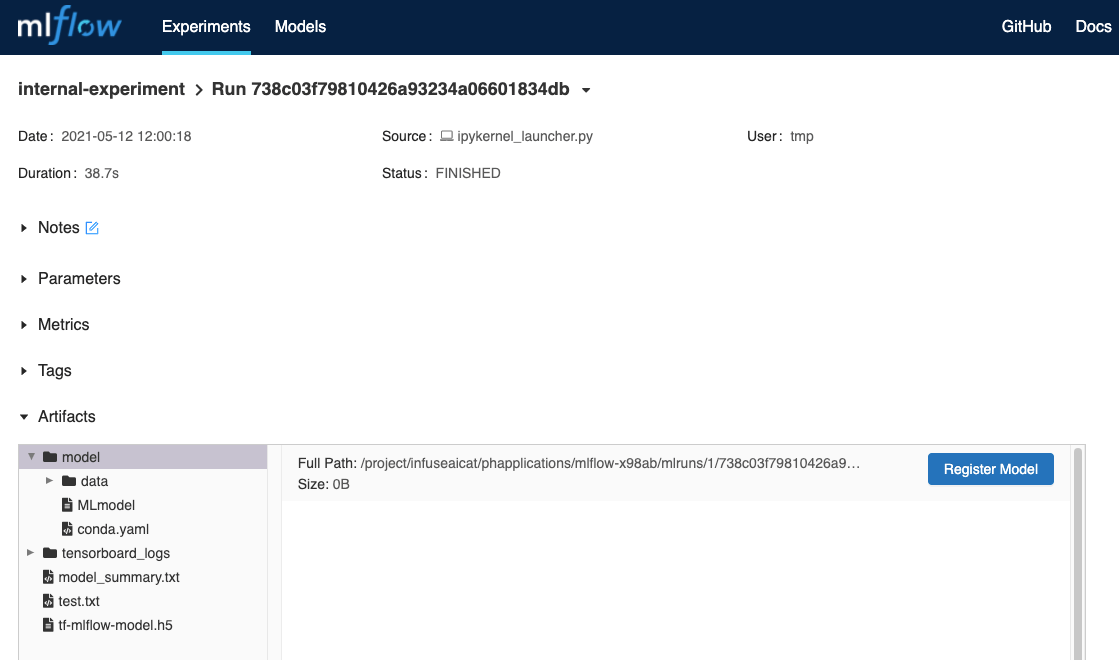 mlflow Experiments Models GitHub Docs
internal-experiment > Run 738c03f79810426a93234a06601834db
Date: 2021-05-12 12:00:18 Source: ipykernel_launcher.py User: tmp
Duration: 38.7s Status: FINISHED
Notes
Parameters
Metrics
Tags
Artifacts
model
data
MLmodel
conda.yaml
tensorboard_logs
model_summary.txt
test.txt
tf-mlflow-model.h5
Full Path: /project/infuseaicat/phapplications/mlflow-x98ab/mlruns/1/738c03f79810426a9…
Size: 0B
Register Model